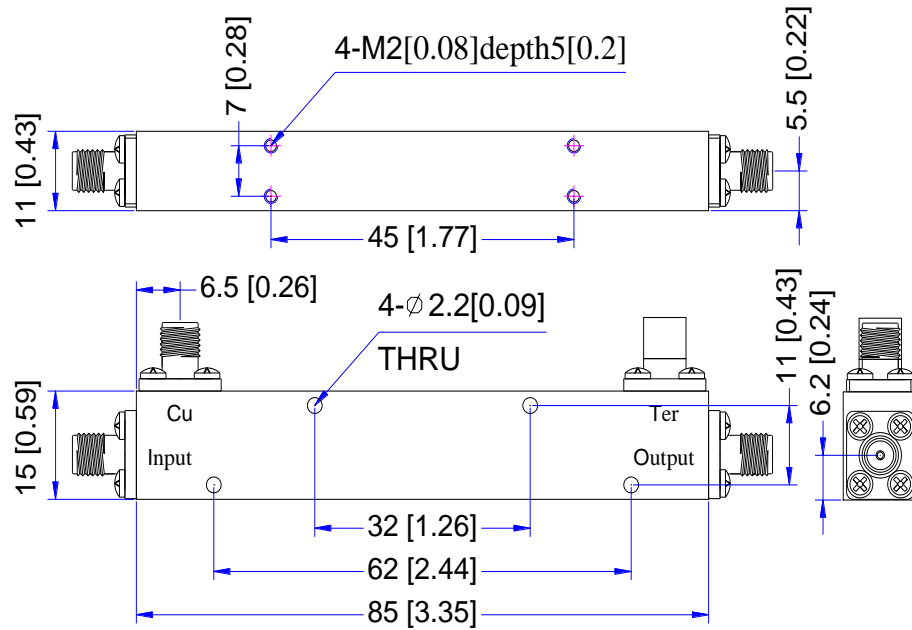 4-M2[0.08]depth5[0.2]
7 [0.28]
5.5 [0.22]
11 [0.43]
45 [1.77]
6.5 [0.26]
4-∅2.2[0.09]
THRU
11 [0.43]
6.2 [0.24]
15 [0.59]
Cu
Ter
Input
Output
32 [1.26]
62 [2.44]
85 [3.35]